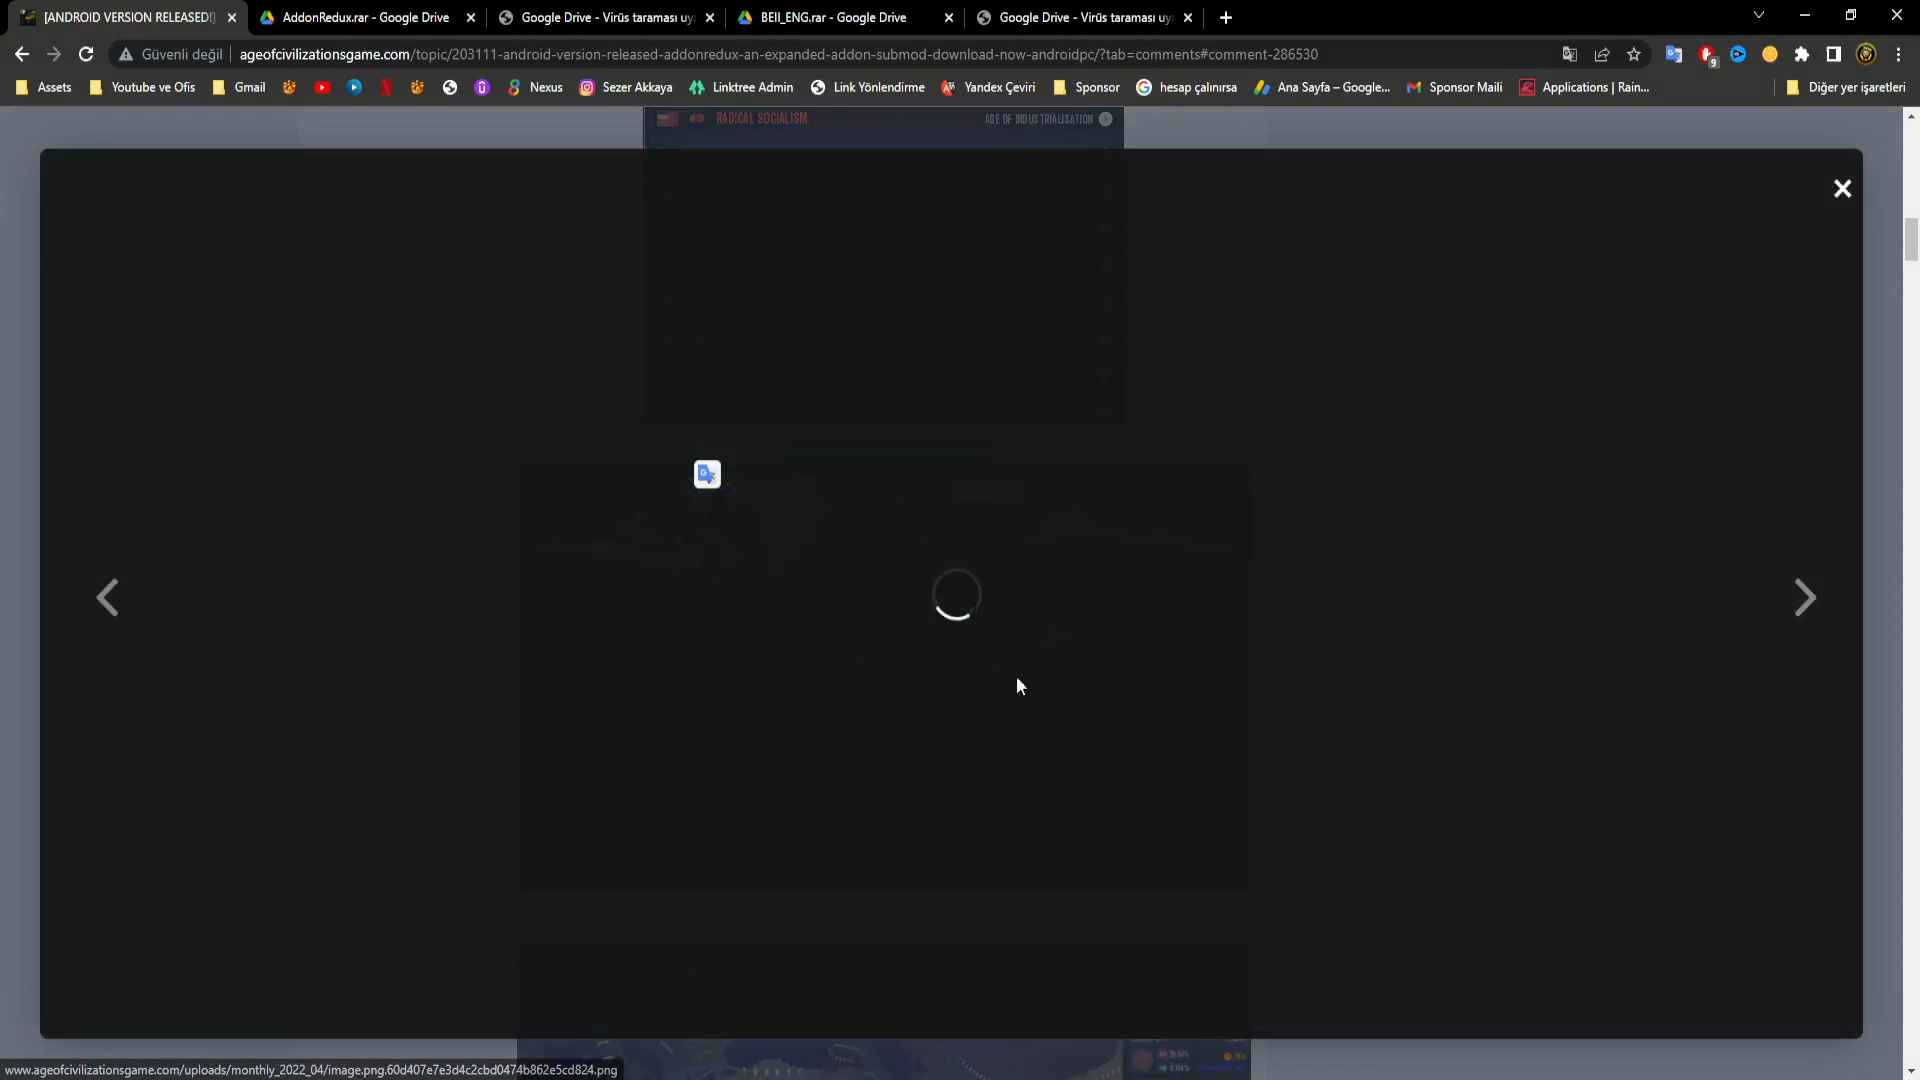 [ANDROID VERSION RELEASED!]
AddonRedux.rar - Google Drive
Google Drive - Virüs taraması uy
BEII_ENG.rar - Google Drive
Google Drive - Virüs taraması uy
Güvenli değil
ageofcivilizationsgame.com/topic/203111-android-version-released-addonredux-an-expanded-addon-submod-download-now-androidpc/?tab=comments#comment-286530
9
Assets
Youtube ve Ofis
Gmail
Nexus
Sezer Akkaya
Linktree Admin
Link Yönlendirme
Yandex Çeviri
Sponsor
hesap çalınırsa
Ana Sayfa – Google...
Sponsor Maili
Applications | Rain...
Diğer yer işaretleri
RADICAL SOCIALISM
AGE OF INDUSTRIALISATION
TURKEY
www.ageofcivilizationsgame.com/uploads/monthly_2022_04/image.png.60d407e7e3d4c2cbd0474b862e5cd824.png